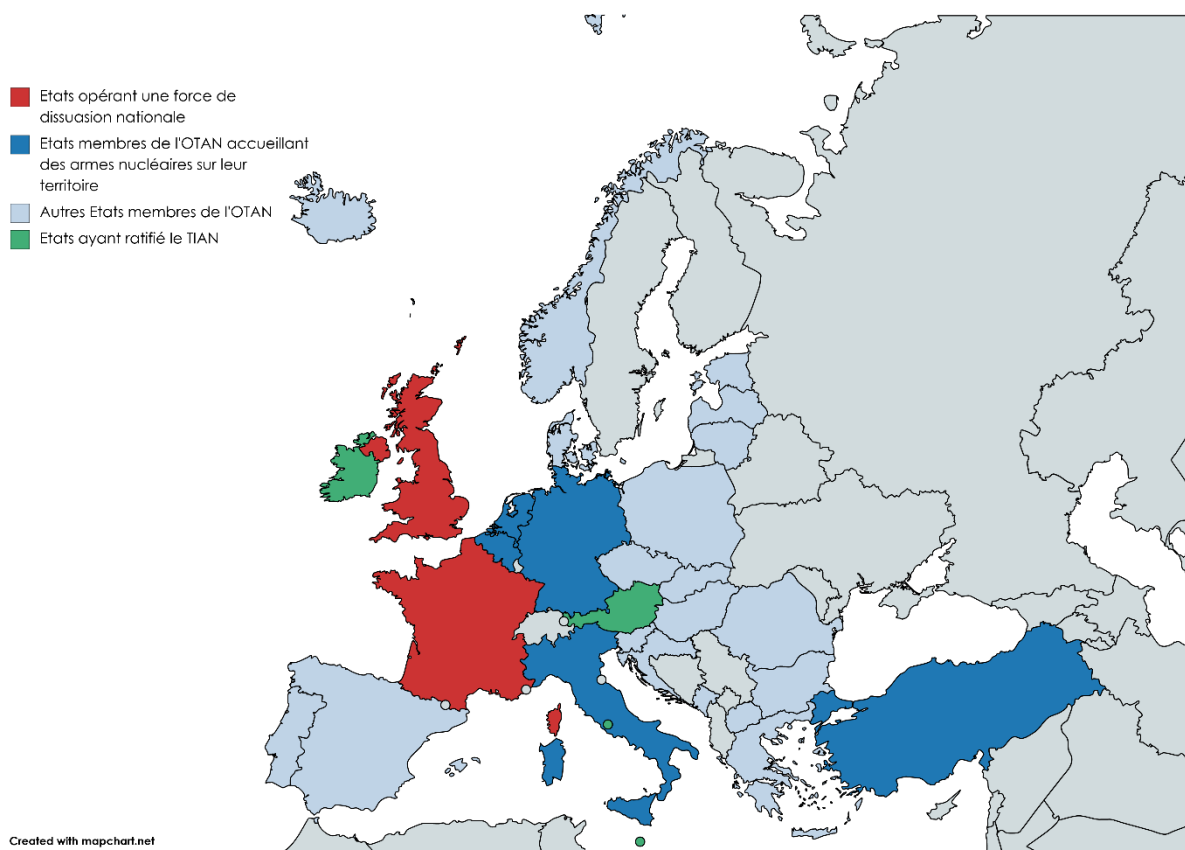 Etats opérant une force de
dissuasion nationale
Etats membres de l'OTAN accueillant
des armes nucléaires sur leur
territoire
Autres Etats membres de l'OTAN
Etats ayant ratifié le TIAN
Created with mapchart.net